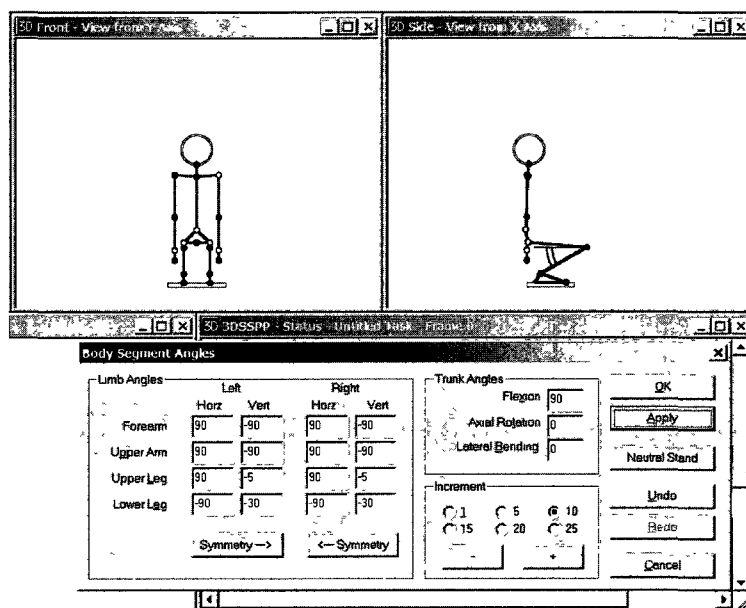 3D Front - View from Y Axis
3D Side - View from X Axis
3D 3DSSPP - Status - Untitled Task - Frame 0
Body Segment Angles
Limb Angles
Left Right
Horz Vert Horz Vert
Forearm 90 -90 90 -90
Upper Arm 90 -90 90 -90
Upper Leg 90 -5 90 -5
Lower Leg -90 -30 -90 -30
Symmetry --> <-- Symmetry
Trunk Angles
Flexion 90
Axial Rotation 0
Lateral Bending 0
Increment
1 5 10
15 20 25
- +
OK
Apply
Neutral Stand
Undo
Redo
Cancel